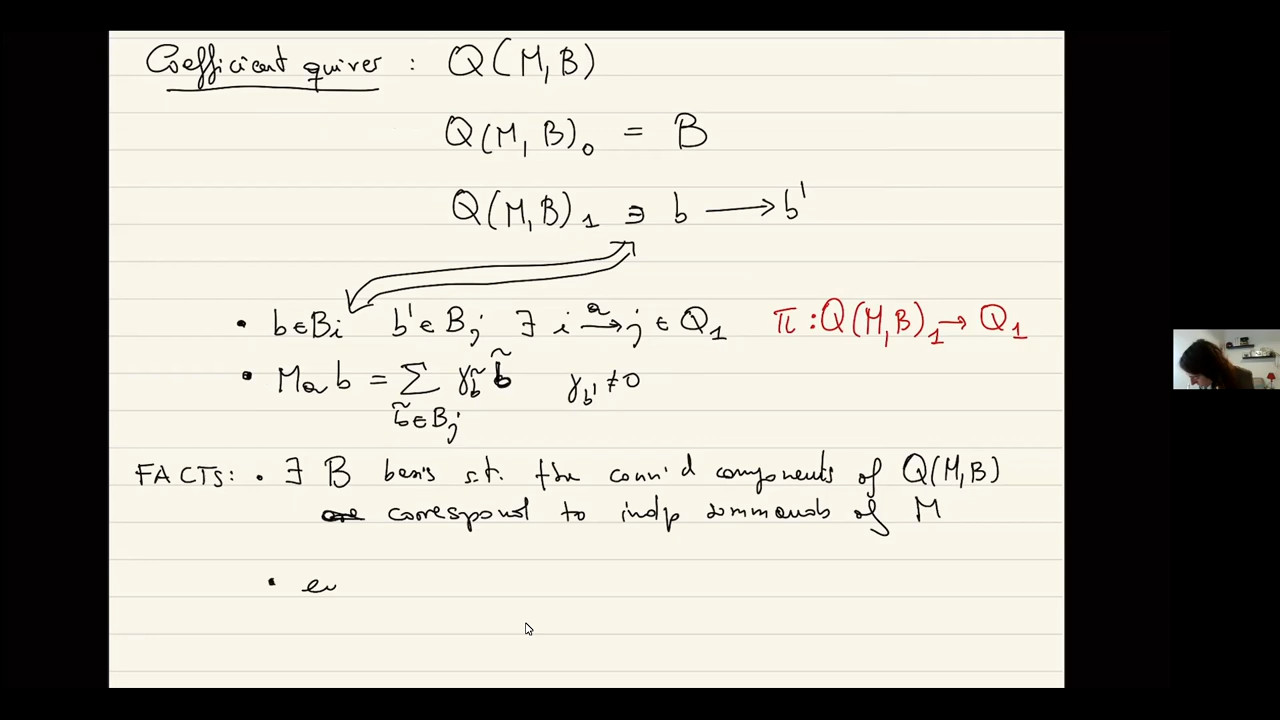 Coefficient quiver : Q(M, B)
Q(M, B)₀ = B
Q(M, B)₁ ∋ b ⟶ b'
• b ∈ Bᵢ b' ∈ Bⱼ ∃ i →ᵃ j ∈ Q₁ π : Q(M, B)₁ → Q₁
• Mₐ b = ∑_{b̃ ∈ Bⱼ} γ_b̃ b̃ γ_b' ≠ 0
FACTS: • ∃ B basis s.t. the conn'd components of Q(M, B)
correspond to indp summands of M
• ev